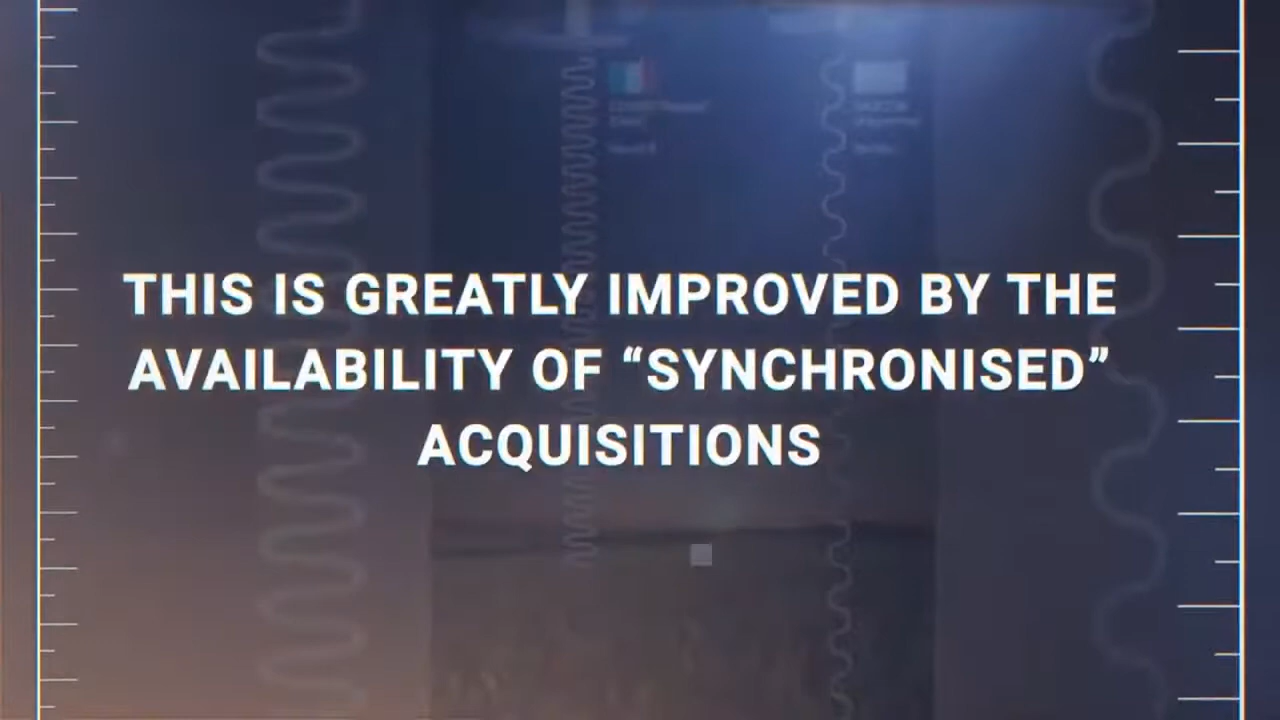 THIS IS GREATLY IMPROVED BY THE
AVAILABILITY OF “SYNCHRONISED”
ACQUISITIONS